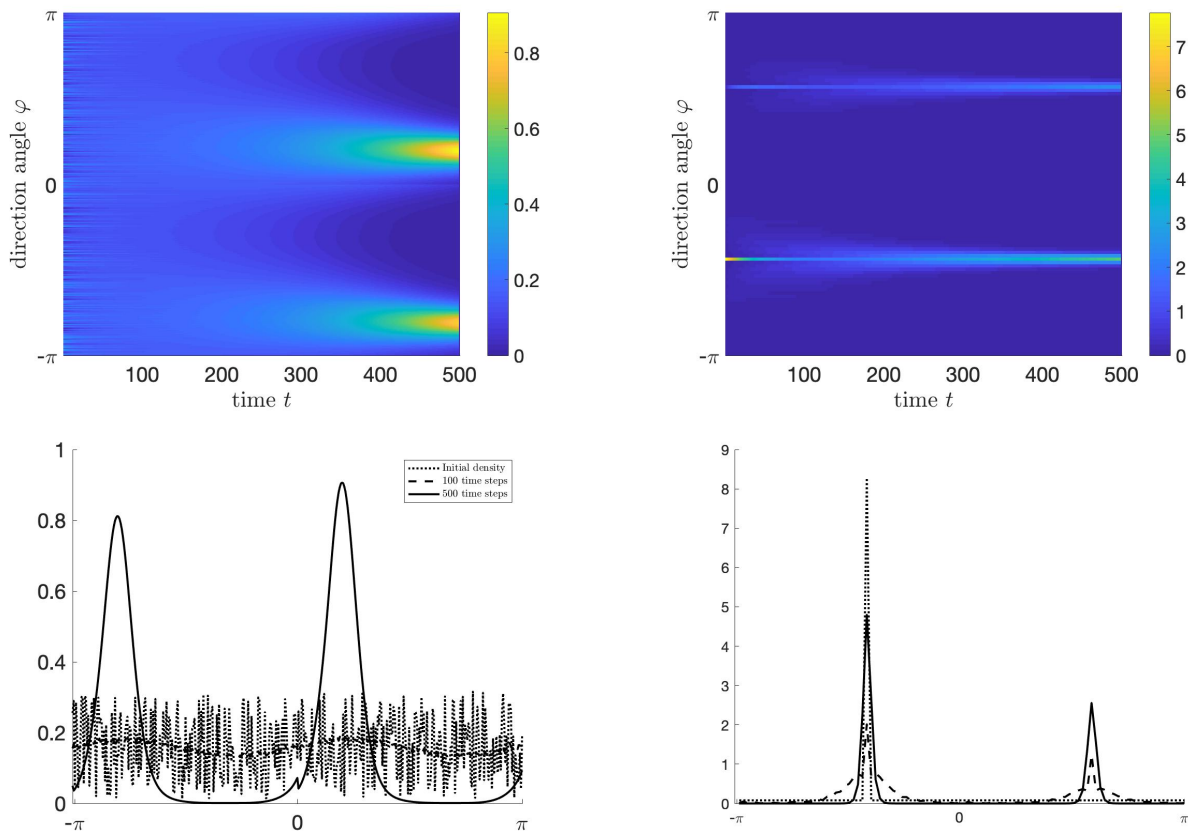 π
0
-π
direction angle φ
100
200
300
400
500
time t
0.8
0.6
0.4
0.2
0
π
0
-π
direction angle φ
100
200
300
400
500
time t
7
6
5
4
3
2
1
0
1
0.8
0.6
0.4
0.2
0
-π
0
π
Initial density
100 time steps
500 time steps
9
8
7
6
5
4
3
2
1
0
-π
0
π